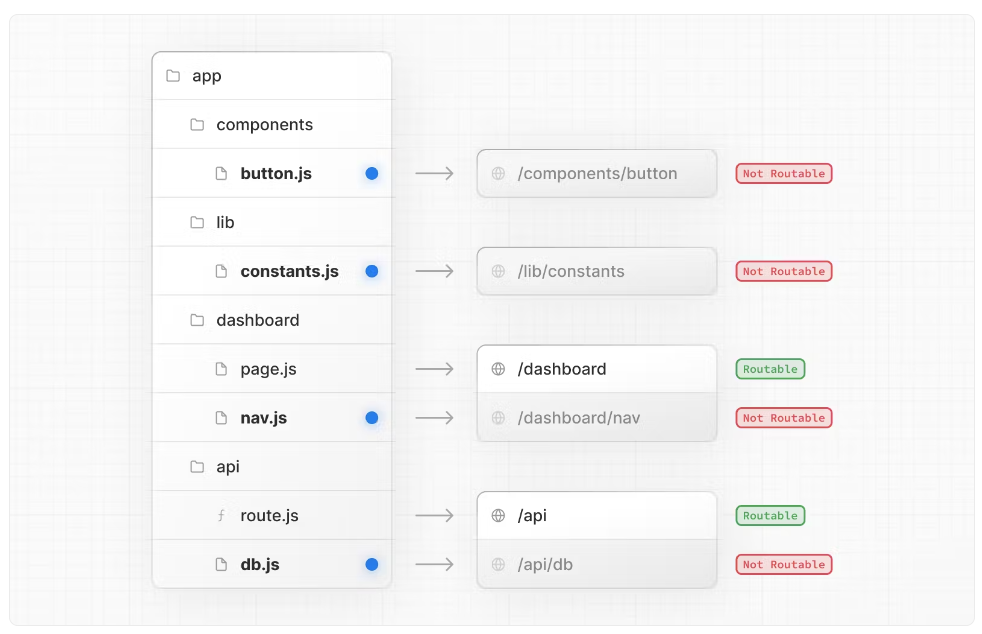 app
components
button.js
/components/button
Not Routable
lib
constants.js
/lib/constants
Not Routable
dashboard
page.js
/dashboard
Routable
nav.js
/dashboard/nav
Not Routable
api
route.js
/api
Routable
db.js
/api/db
Not Routable